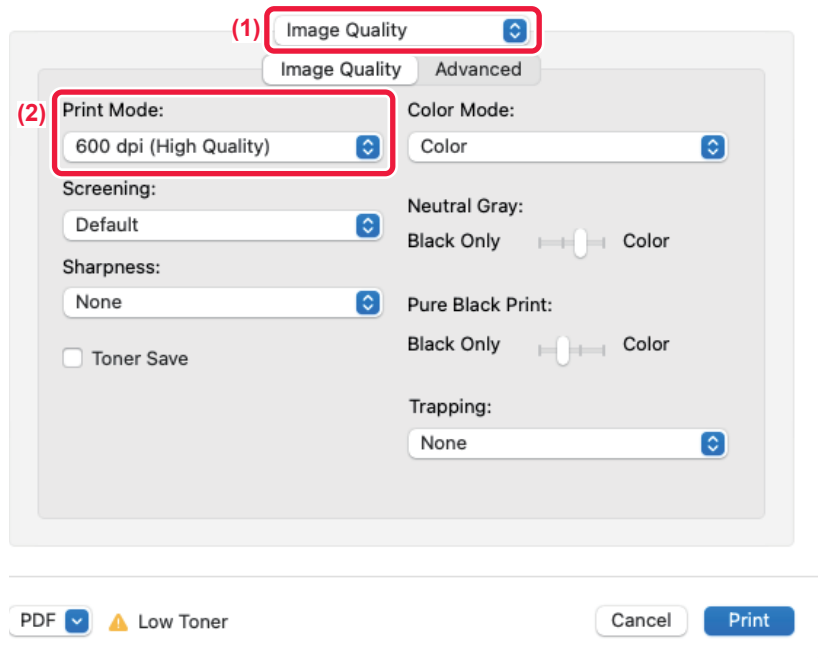 (1)
Image Quality
Image Quality
Advanced
(2)
Print Mode:
600 dpi (High Quality)
Screening:
Default
Sharpness:
None
Toner Save
Color Mode:
Color
Neutral Gray:
Black Only
Color
Pure Black Print:
Black Only
Color
Trapping:
None
PDF
Low Toner
Cancel
Print